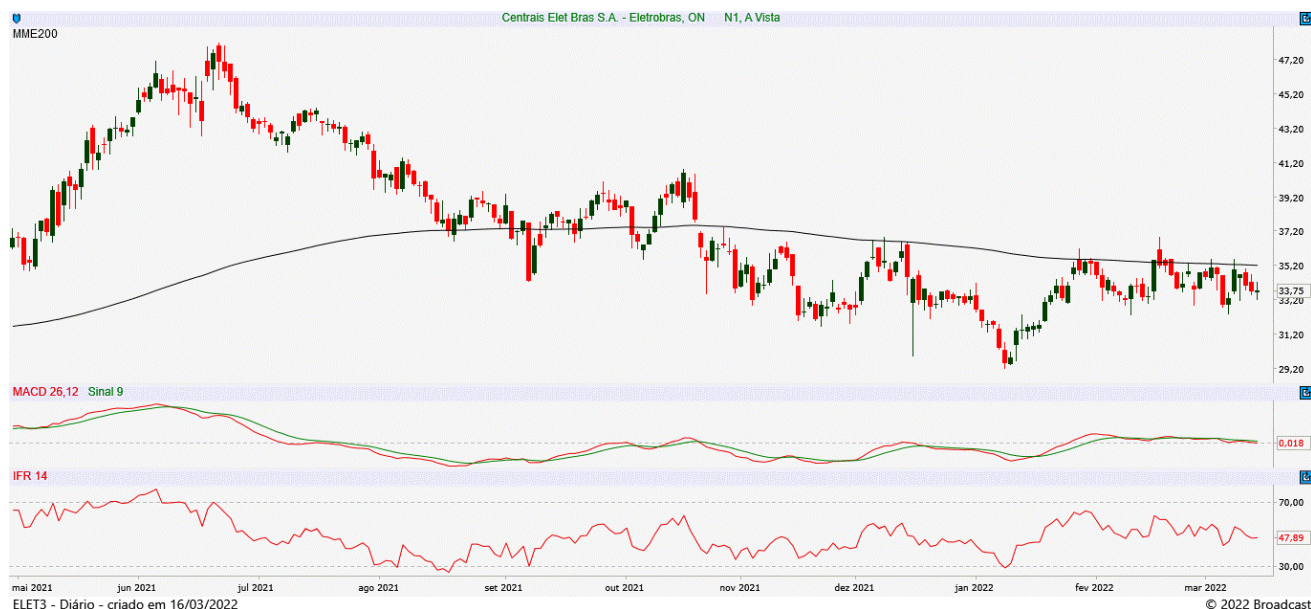 Centrais Elet Bras S.A. - Eletrobras, ON N1, A Vista
MME200
47,20
45,20
43,20
41,20
39,20
37,20
35,20
33,75
33,20
31,20
29,20
MACD 26,12 Sinal 9
0,018
IFR 14
70,00
47,89
30,00
mai 2021 jun 2021 jul 2021 ago 2021 set 2021 out 2021 nov 2021 dez 2021 jan 2022 fev 2022 mar 2022
ELET3 - Diário - criado em 16/03/2022 © 2022 Broadcast